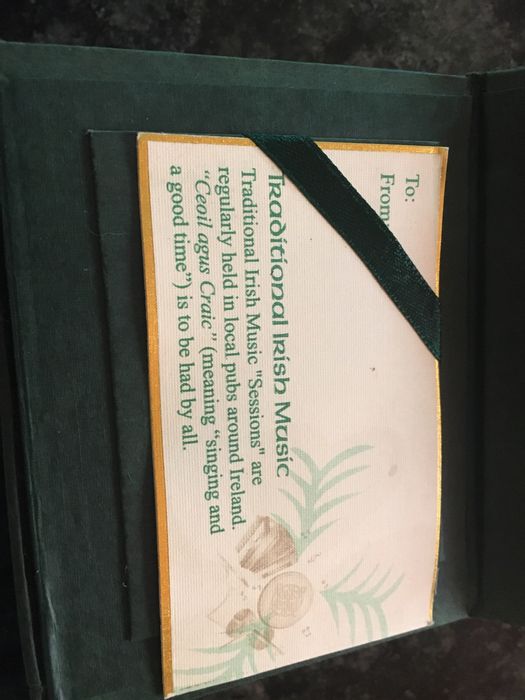 To:
From:
Traditional Irish Music
Traditional Irish Music "Sessions" are
regularly held in local pubs around Ireland.
"Ceoil agus Craic" (meaning "singing and
a good time") is to be had by all.